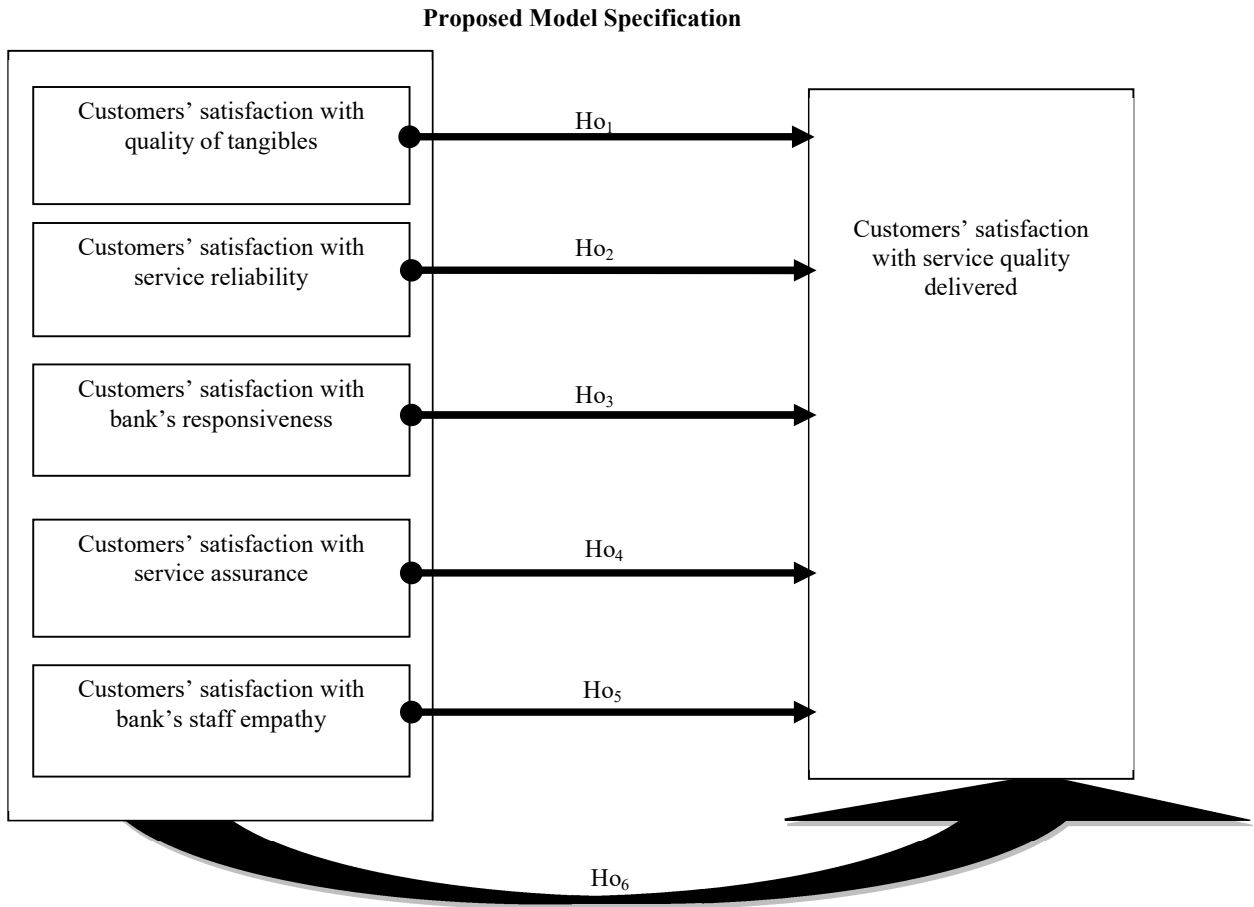 Proposed Model Specification
Customers’ satisfaction with
quality of tangibles
Ho₁
Customers’ satisfaction with
service reliability
Ho₂
Customers’ satisfaction with
bank’s responsiveness
Ho₃
Customers’ satisfaction with
service assurance
Ho₄
Customers’ satisfaction with
bank’s staff empathy
Ho₅
Customers’ satisfaction
with service quality
delivered
Ho₆